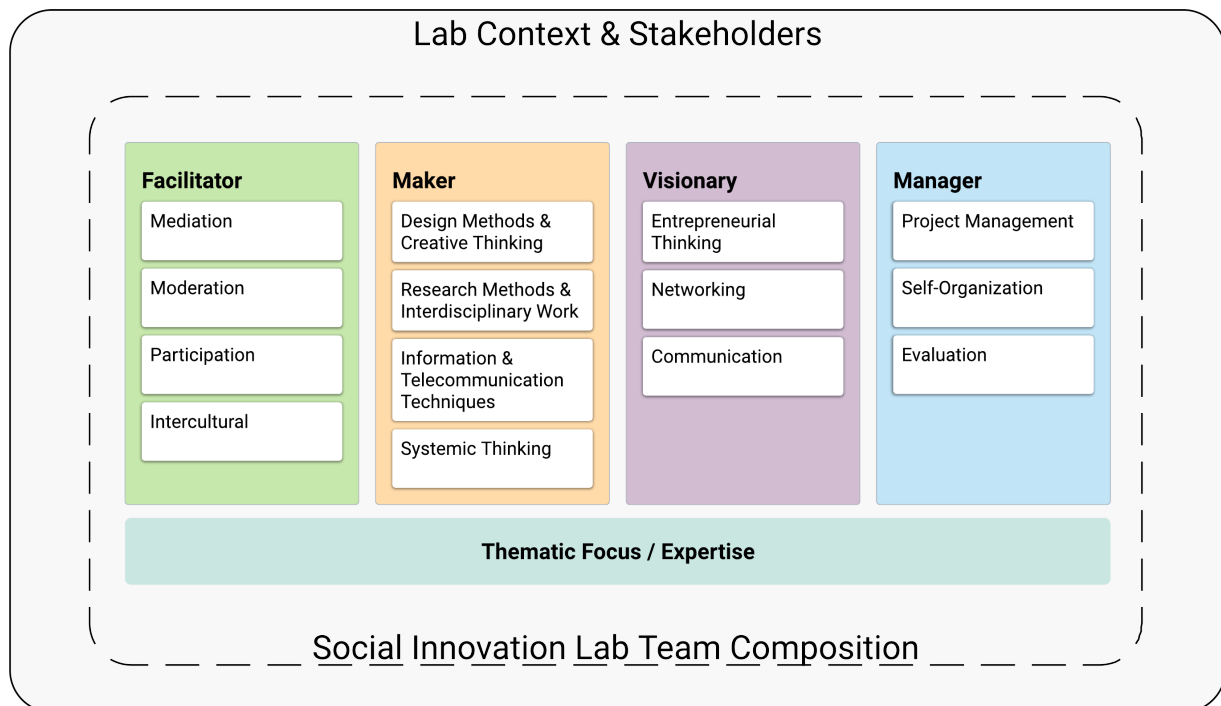 Lab Context & Stakeholders
Facilitator
Mediation
Moderation
Participation
Intercultural
Maker
Design Methods &
Creative Thinking
Research Methods &
Interdisciplinary Work
Information &
Telecommunication
Techniques
Systemic Thinking
Visionary
Entrepreneurial
Thinking
Networking
Communication
Manager
Project Management
Self-Organization
Evaluation
Thematic Focus / Expertise
Social Innovation Lab Team Composition